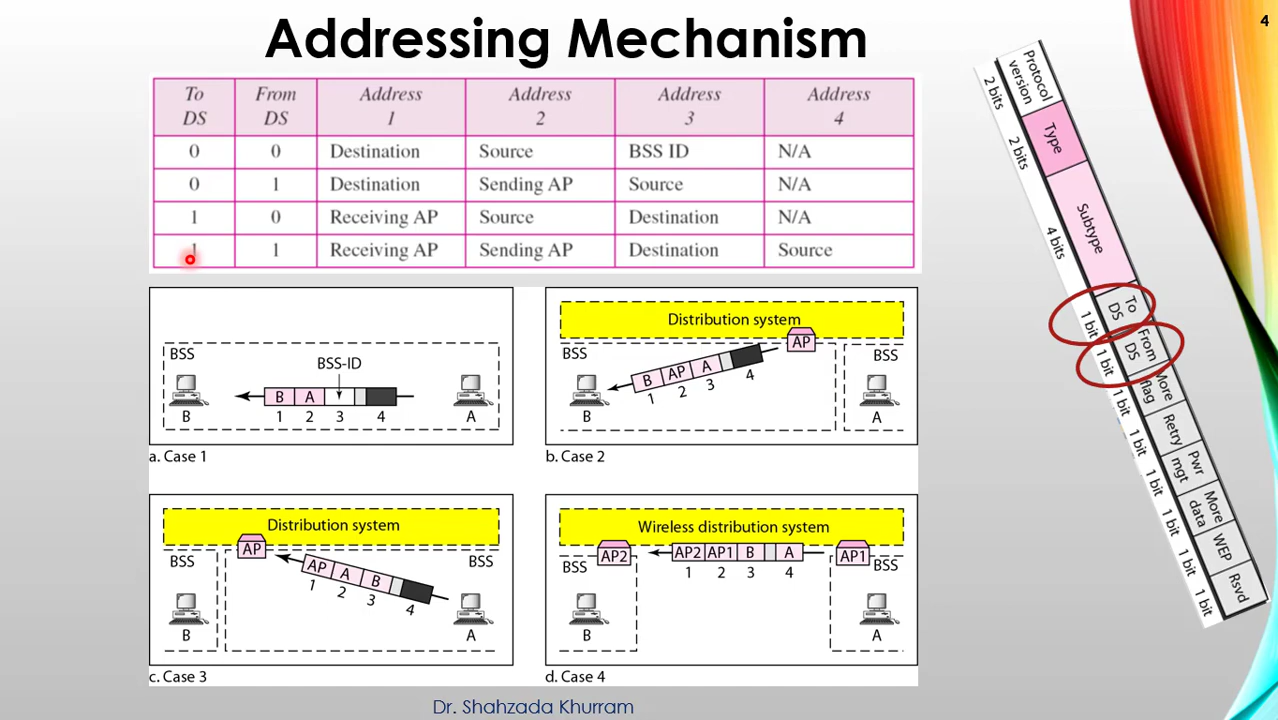 4
Addressing Mechanism
To DS From DS Address 1 Address 2 Address 3 Address 4
0 0 Destination Source BSS ID N/A
0 1 Destination Sending AP Source N/A
1 0 Receiving AP Source Destination N/A
1 1 Receiving AP Sending AP Destination Source
BSS
BSS-ID
B A
B A
1 2 3 4
a. Case 1
Distribution system
AP
BSS
BSS
B AP A
1 2 3 4
B
A
b. Case 2
Distribution system
AP
BSS
BSS
AP A B
1 2 3 4
B
A
c. Case 3
Wireless distribution system
AP2
AP2 AP1 B A
AP1
BSS
BSS
1 2 3 4
B
A
d. Case 4
Protocol version
2 bits
Type
2 bits
Subtype
4 bits
To DS
1 bit
From DS
1 bit
More flag
1 bit
Retry
1 bit
Pwr mgt
1 bit
More data
1 bit
WEP
1 bit
Rsvd
1 bit
Dr. Shahzada Khurram